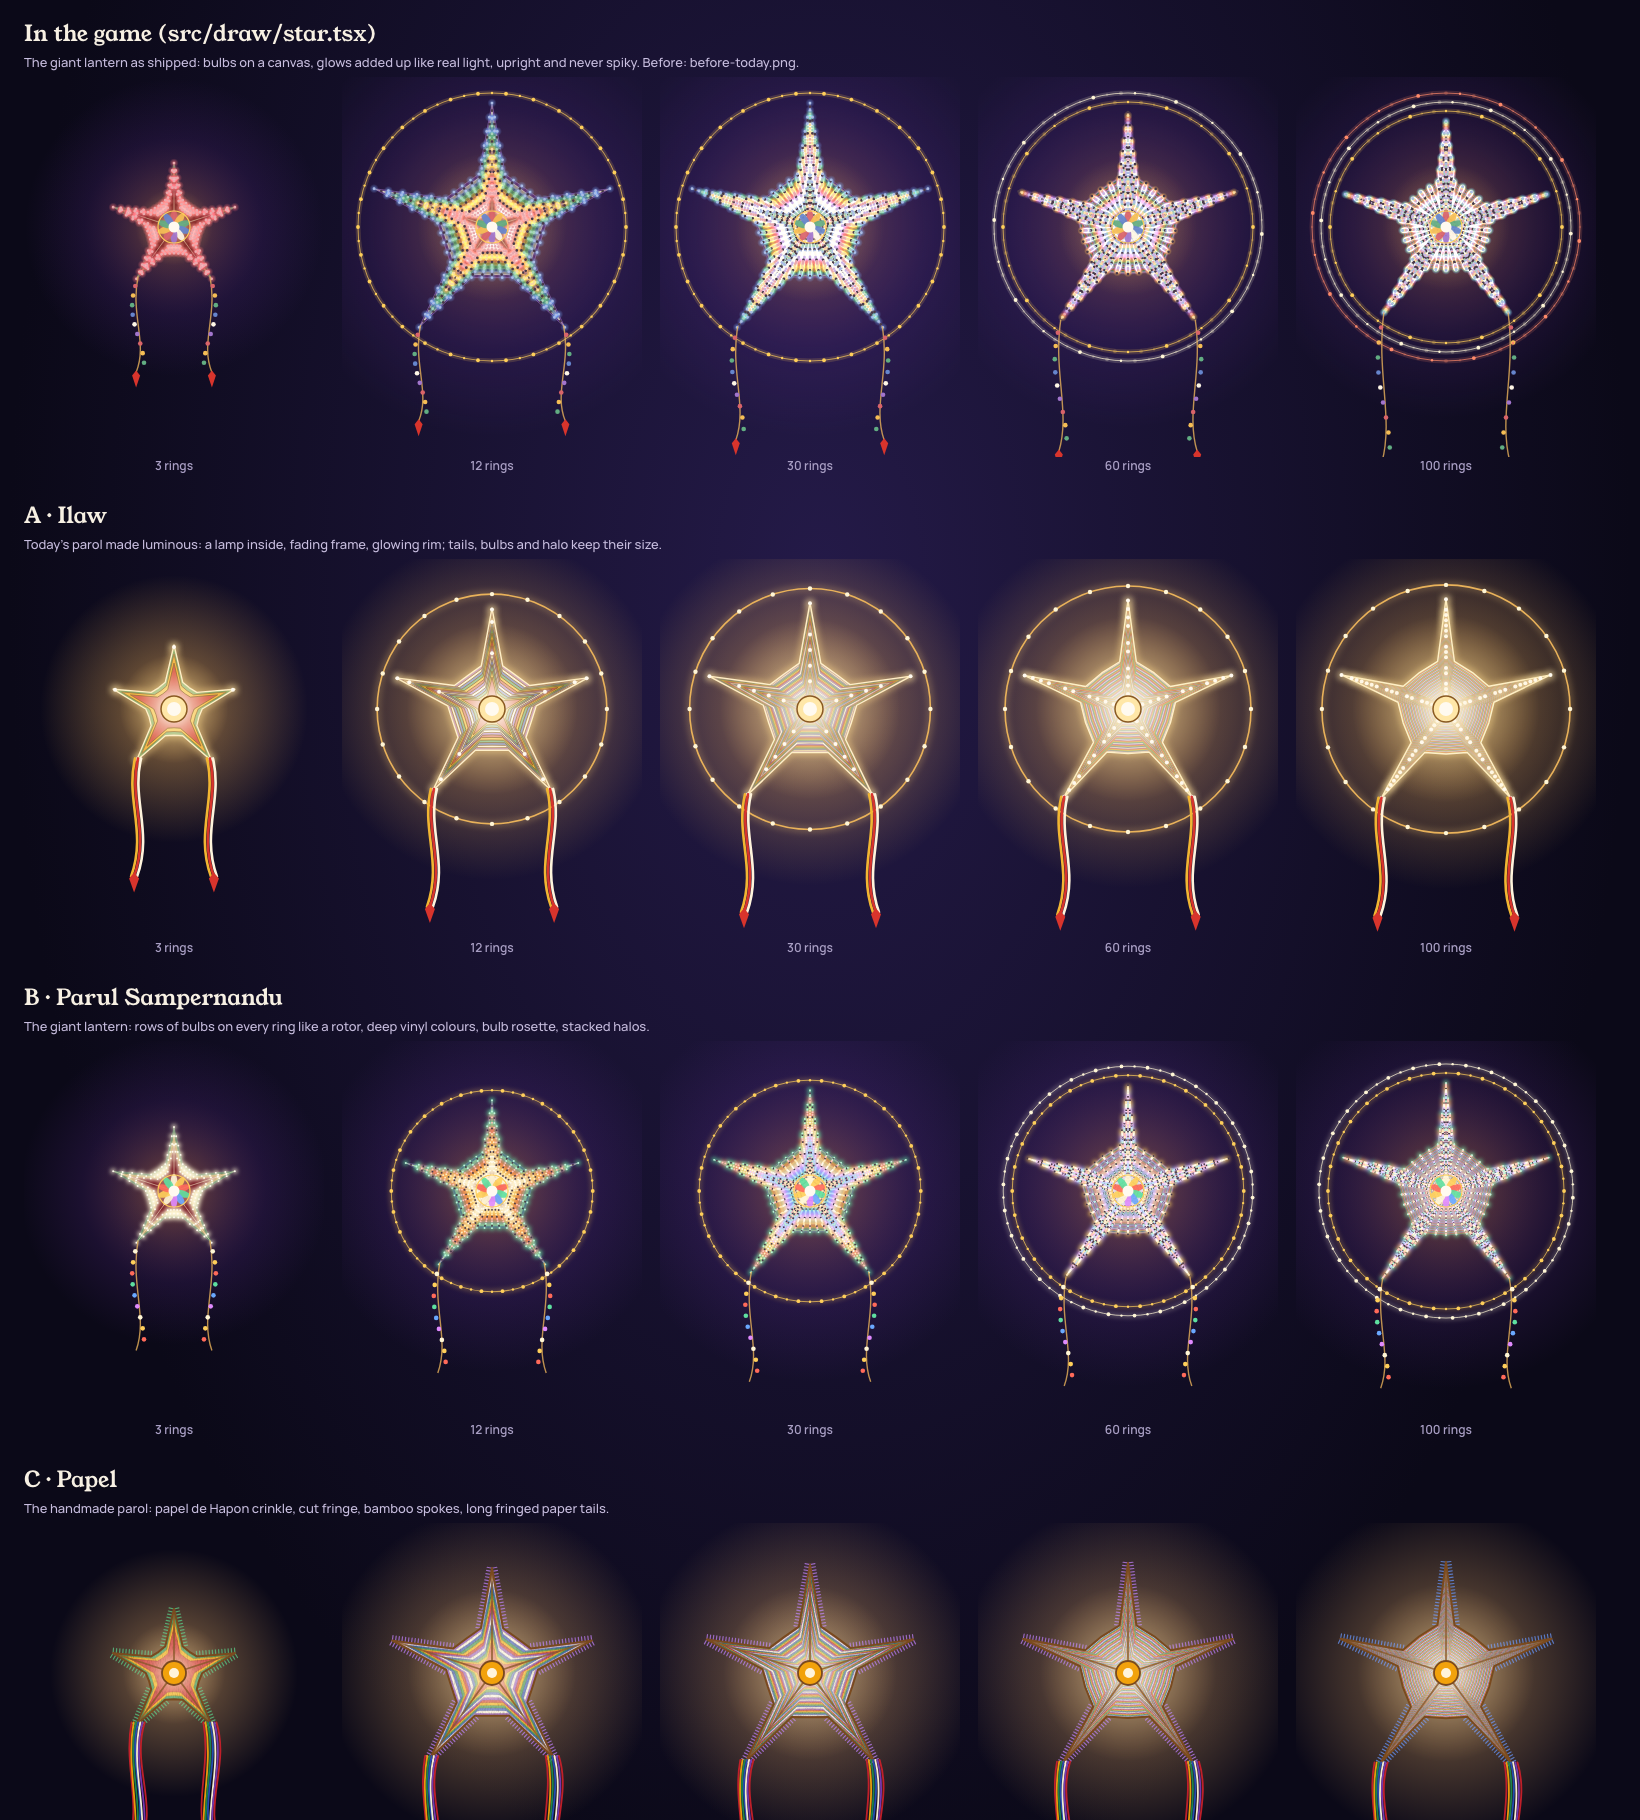 In the game (src/draw/star.tsx)
The giant lantern as shipped: bulbs on a canvas, glows added up like real light, upright and never spiky. Before: before-today.png.
3 rings
12 rings
30 rings
60 rings
100 rings
A · Ilaw
Today's parol made luminous: a lamp inside, fading frame, glowing rim; tails, bulbs and halo keep their size.
3 rings
12 rings
30 rings
60 rings
100 rings
B · Parul Sampernandu
The giant lantern: rows of bulbs on every ring like a rotor, deep vinyl colours, bulb rosette, stacked halos.
3 rings
12 rings
30 rings
60 rings
100 rings
C · Papel
The handmade parol: papel de Hapon crinkle, cut fringe, bamboo spokes, long fringed paper tails.